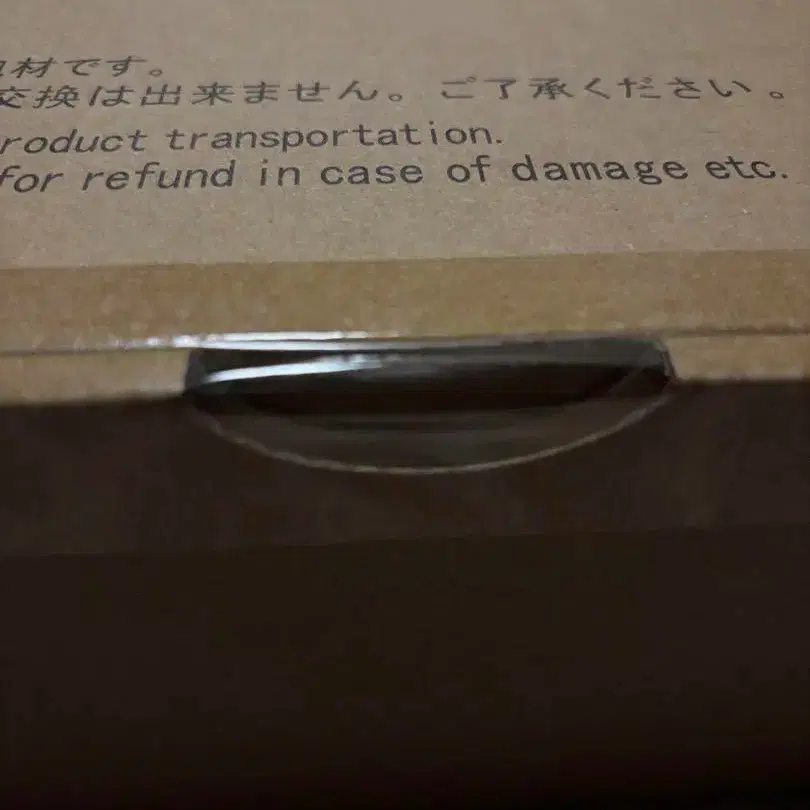 材です。
交換は出来ません。ご了承ください。
roduct transportation.
for refund in case of damage etc.